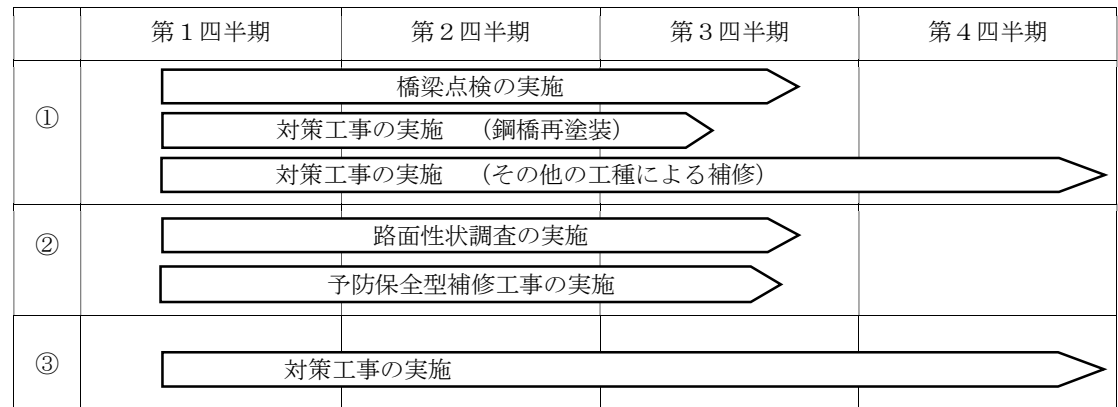 第１四半期 第２四半期 第３四半期 第４四半期
①
橋梁点検の実施
対策工事の実施　（鋼橋再塗装）
対策工事の実施　（その他の工種による補修）
②
路面性状調査の実施
予防保全型補修工事の実施
③
対策工事の実施